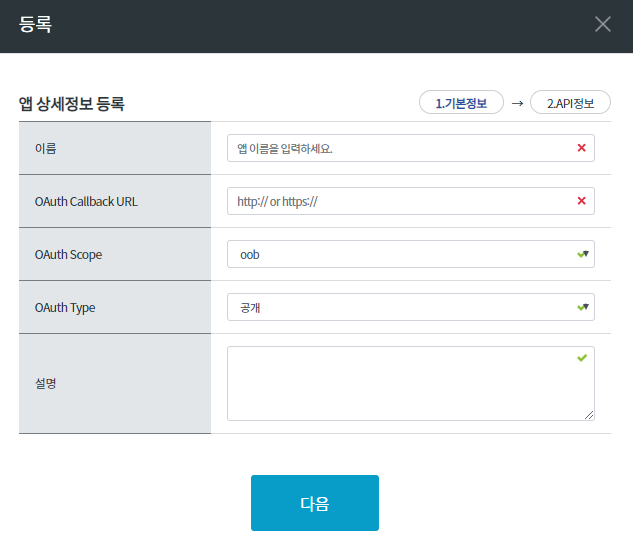 등록
앱 상세정보 등록
1.기본정보 → 2.API정보
이름
앱 이름을 입력하세요.
OAuth Callback URL
http:// or https://
OAuth Scope
oob
OAuth Type
공개
설명
다음